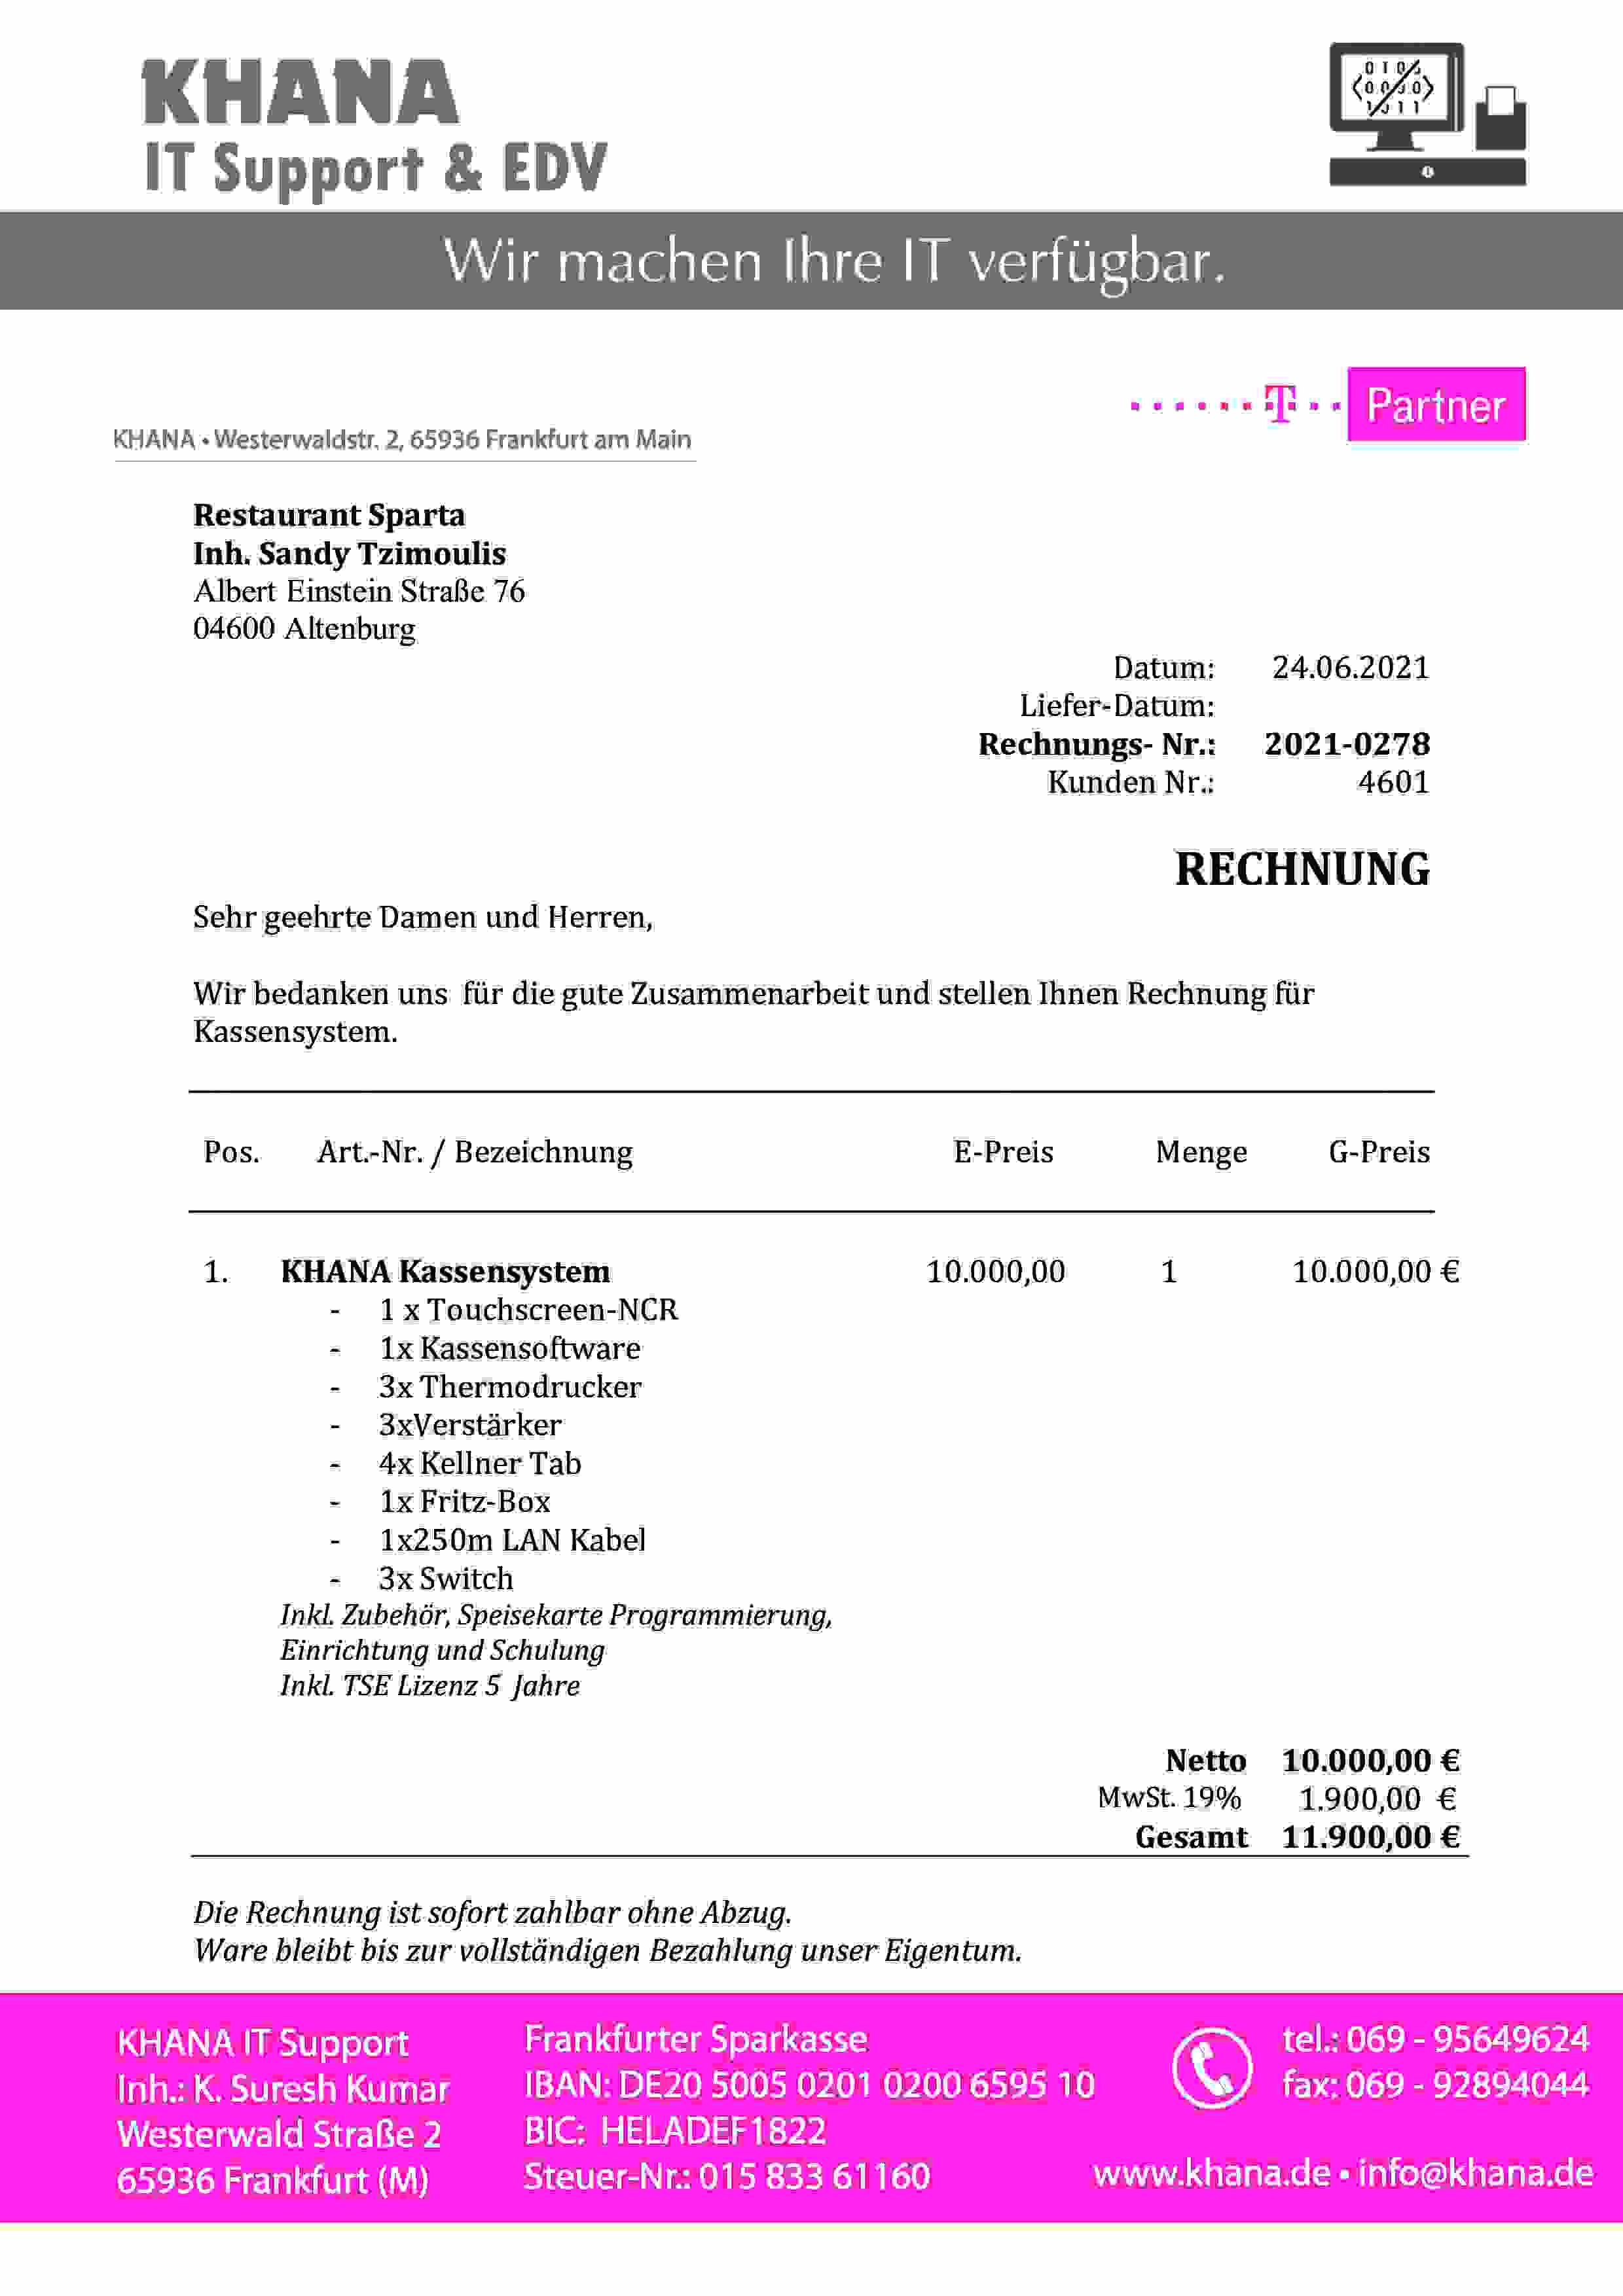 KHANA
IT Support & EDV
Wir machen Ihre IT verfügbar.
T Partner
KHANA • Westerwaldstr. 2, 65936 Frankfurt am Main
Restaurant Sparta
Inh. Sandy Tzimoulis
Albert Einstein Straße 76
04600 Altenburg
Datum: 24.06.2021
Liefer-Datum:
Rechnungs- Nr.: 2021-0278
Kunden Nr.: 4601
RECHNUNG
Sehr geehrte Damen und Herren,
Wir bedanken uns für die gute Zusammenarbeit und stellen Ihnen Rechnung für
Kassensystem.
Pos. Art.-Nr. / Bezeichnung E-Preis Menge G-Preis
1. KHANA Kassensystem 10.000,00 1 10.000,00 €
- 1 x Touchscreen-NCR
- 1x Kassensoftware
- 3x Thermodrucker
- 3xVerstärker
- 4x Kellner Tab
- 1x Fritz-Box
- 1x250m LAN Kabel
- 3x Switch
Inkl. Zubehör, Speisekarte Programmierung,
Einrichtung und Schulung
Inkl. TSE Lizenz 5 Jahre
Netto 10.000,00 €
MwSt. 19% 1.900,00 €
Gesamt 11.900,00 €
Die Rechnung ist sofort zahlbar ohne Abzug.
Ware bleibt bis zur vollständigen Bezahlung unser Eigentum.
KHANA IT Support
Inh.: K. Suresh Kumar
Westerwald Straße 2
65936 Frankfurt (M)
Frankfurter Sparkasse
IBAN: DE20 5005 0201 0200 6595 10
BIC: HELADEF1822
Steuer-Nr.: 015 833 61160
tel.: 069 - 95649624
fax: 069 - 92894044
www.khana.de • info@khana.de